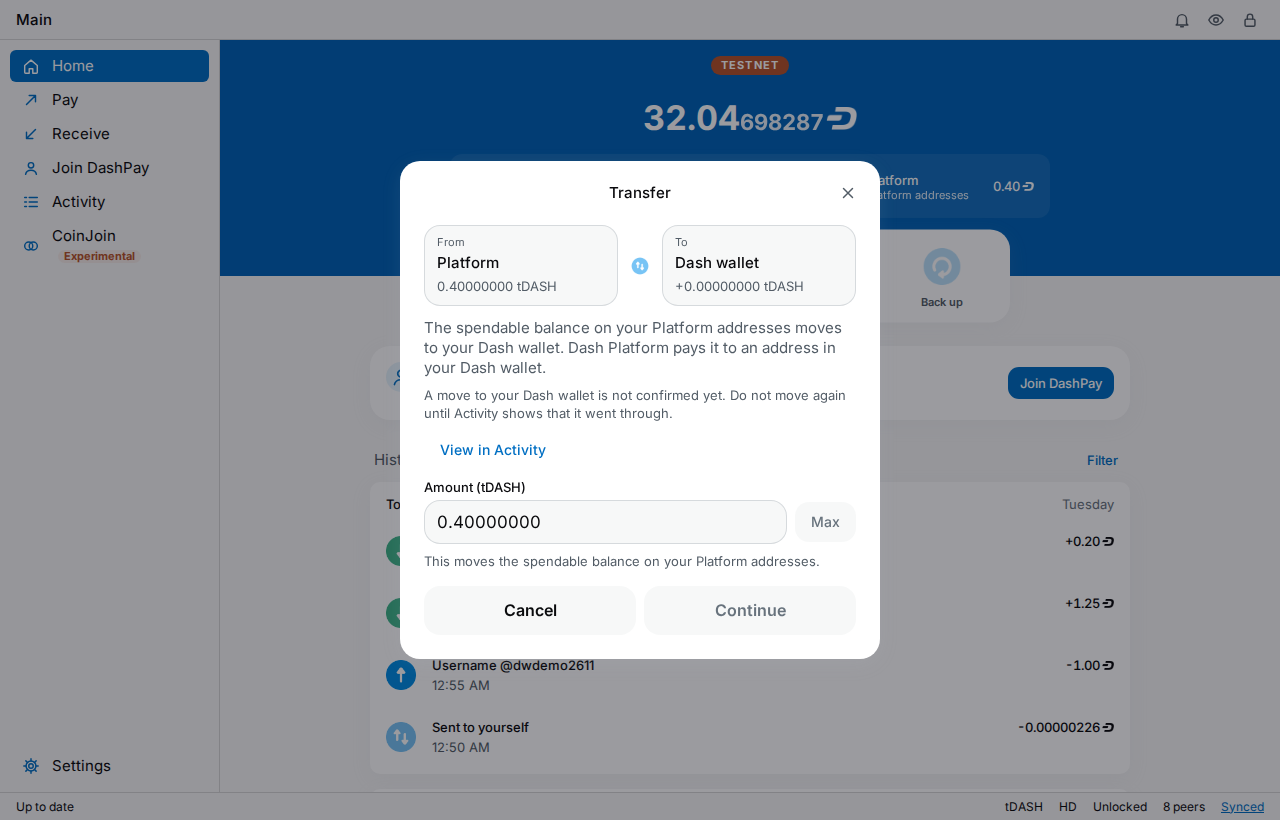 Main
Home
Pay
Receive
Join DashPay
Activity
CoinJoin
Experimental
Settings
TESTNET
32.04698287
addresses
0.40
Back up
Join DashPay
Filter
Tuesday
+0.20
+1.25
Username @dwdemo2611
12:55 AM
-1.00
Sent to yourself
12:50 AM
-0.00000226
Transfer
From
Platform
0.40000000 tDASH
To
Dash wallet
+0.00000000 tDASH
The spendable balance on your Platform addresses moves
to your Dash wallet. Dash Platform pays it to an address in
your Dash wallet.
A move to your Dash wallet is not confirmed yet. Do not move again
until Activity shows that it went through.
View in Activity
Amount (tDASH)
0.40000000
Max
This moves the spendable balance on your Platform addresses.
Cancel
Continue
Up to date
tDASH
HD
Unlocked
8 peers
Synced